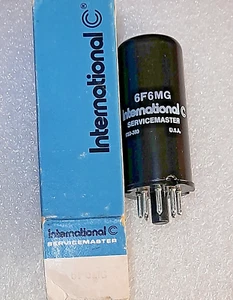 International ©
International ©
SERVICEMASTER
6F6MG
International ©
SERVICEMASTER
U.S.A.